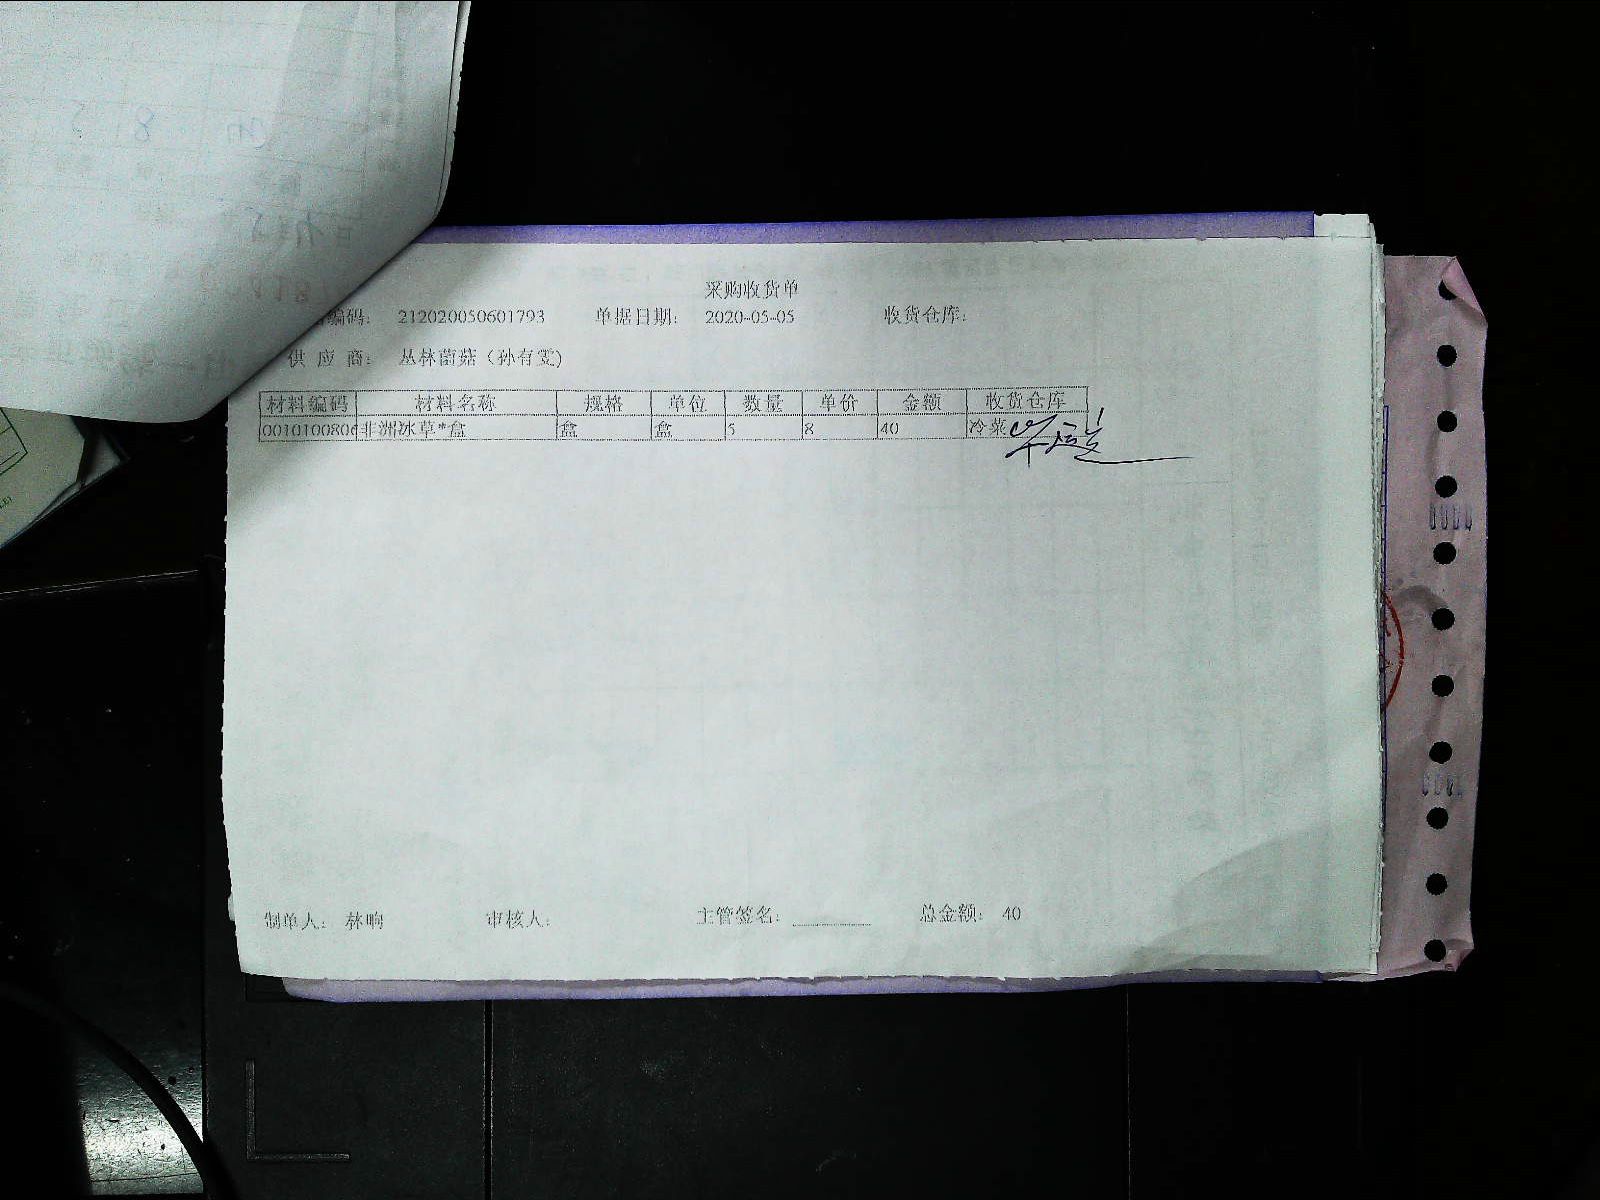 采购收货单
编码: 212020050601793 单据日期: 2020-05-05 收货仓库:
供应商: 丛林菌菇（孙有雯)
材料编码 材料名称 规格 单位 数量 单价 金额 收货仓库
001010080 非洲冰草*盒 盒 盒 5 8 40 冷菜
制单人: 林晌 审核人: 主管签名: 总金额: 40